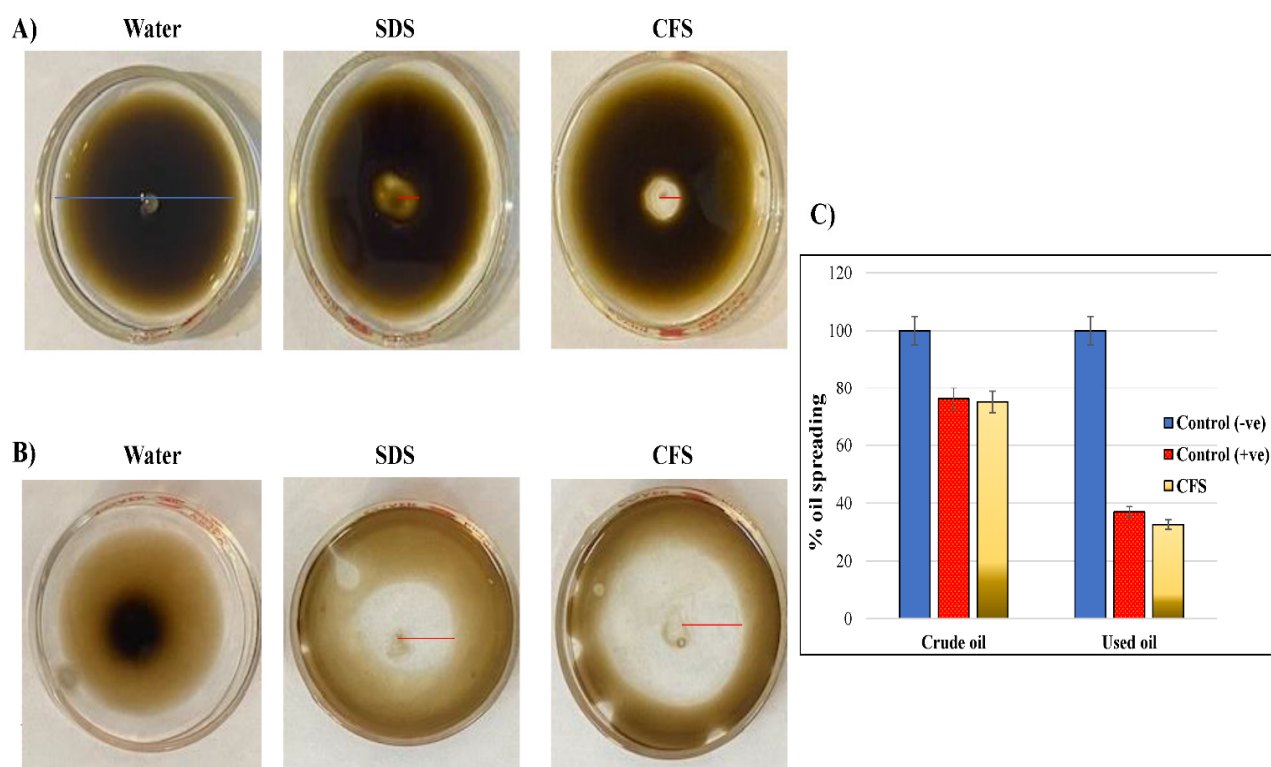 A)
Water
SDS
CFS
B)
Water
SDS
CFS
C)
120
100
80
60
40
20
0
% oil spreading
Crude oil
Used oil
Control (-ve)
Control (+ve)
CFS